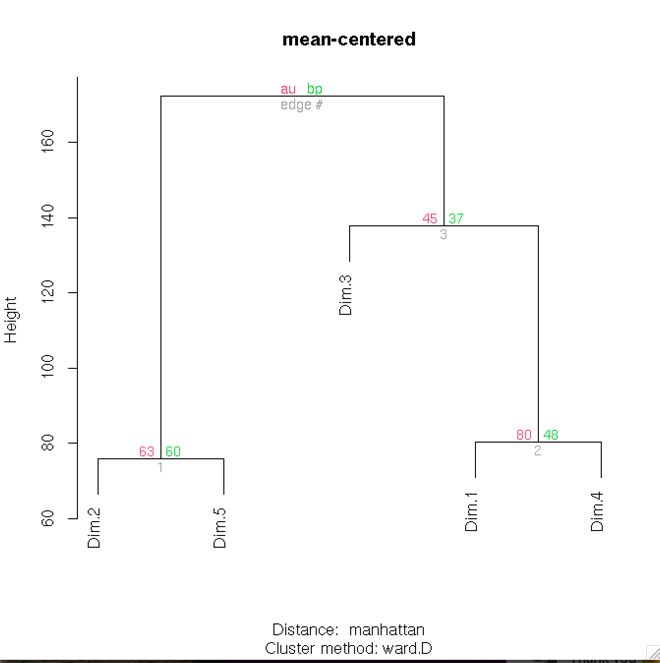 mean-centered
au bp
edge #
160
45 37
3
140
Dim.3
120
Height
100
80
80 48
2
63 60
1
60
Dim.2
Dim.5
Dim.1
Dim.4
Distance: manhattan
Cluster method: ward.D